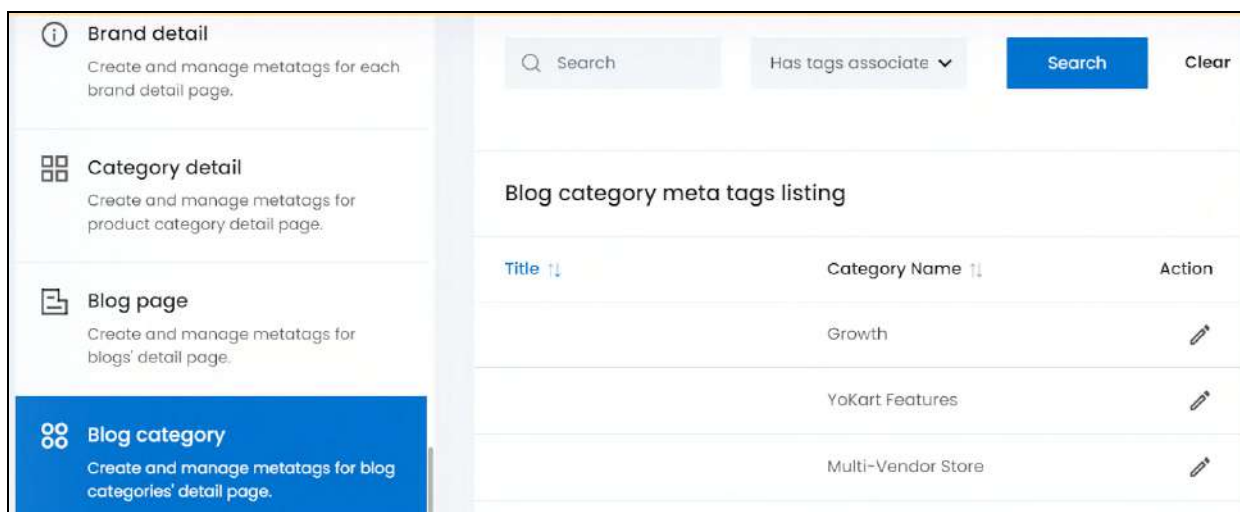 Brand detail
Create and manage metatags for each
brand detail page.
Category detail
Create and manage metatags for
product category detail page.
Blog page
Create and manage metatags for
blogs' detail page.
Blog category
Create and manage metatags for blog
categories' detail page.
Search
Has tags associate
Search
Clear
Blog category meta tags listing
Title
Category Name
Action
Growth
YoKart Features
Multi-Vendor Store